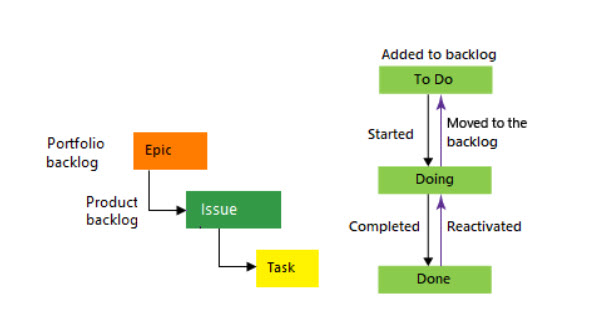 Portfolio
backlog
Epic
Product
backlog
Issue
Task
Added to backlog
To Do
Started
Moved to the
backlog
Doing
Completed
Reactivated
Done